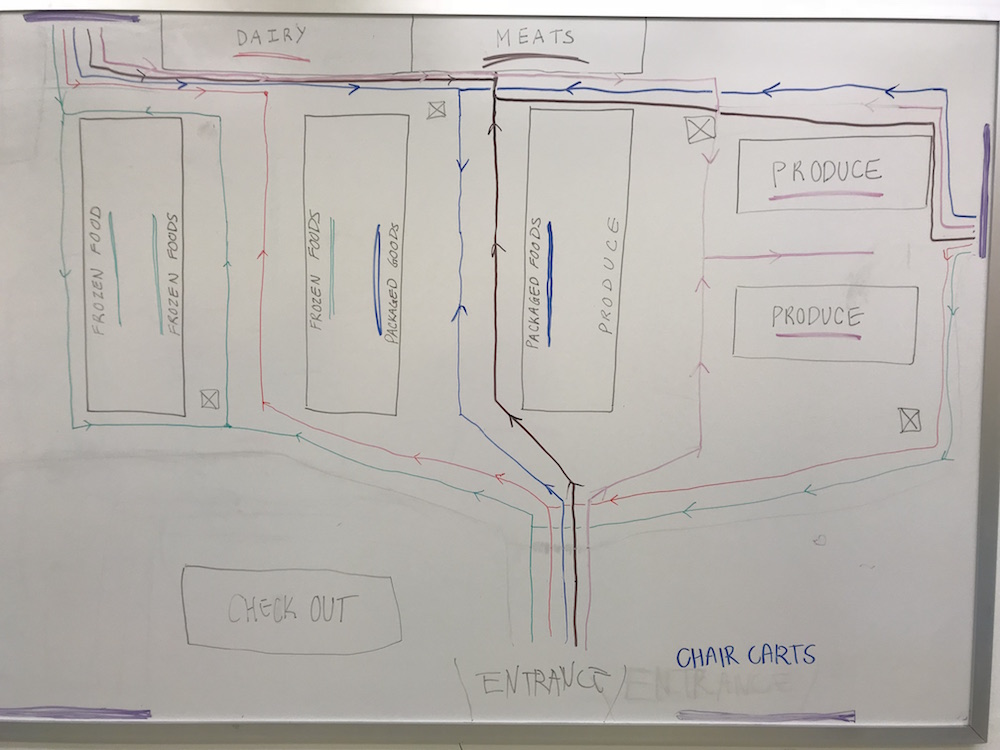 DAIRY
MEATS
PRODUCE
FROZEN FOOD
FROZEN FOODS
FROZEN FOODS
PACKAGED GOODS
PACKAGED FOODS
PRODUCE
PRODUCE
CHECK OUT
CHAIR CARTS
ENTRANCE
ENTRANCE